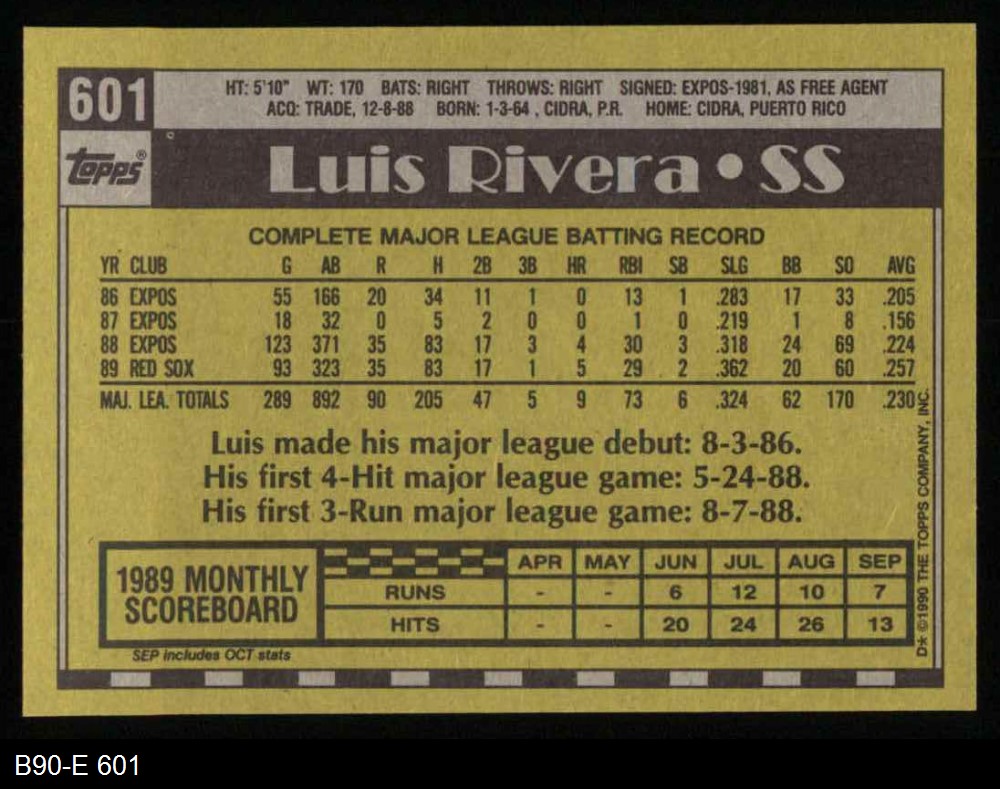 601
HT: 5'10" WT: 170 BATS: RIGHT THROWS: RIGHT SIGNED: EXPOS-1981, AS FREE AGENT
ACQ: TRADE, 12-8-88 BORN: 1-3-64 , CIDRA, P.R. HOME: CIDRA, PUERTO RICO
topps®
Luis Rivera • SS
COMPLETE MAJOR LEAGUE BATTING RECORD
YR CLUB G AB R H 2B 3B HR RBI SB SLG BB SO AVG
86 EXPOS 55 166 20 34 11 1 0 13 1 .283 17 33 .205
87 EXPOS 18 32 0 5 2 0 0 1 0 .219 1 8 .156
88 EXPOS 123 371 35 83 17 3 4 30 3 .318 24 69 .224
89 RED SOX 93 323 35 83 17 1 5 29 2 .362 20 60 .257
MAJ. LEA. TOTALS 289 892 90 205 47 5 9 73 6 .324 62 170 .230
Luis made his major league debut: 8-3-86.
His first 4-Hit major league game: 5-24-88.
His first 3-Run major league game: 8-7-88.
1989 MONTHLY
SCOREBOARD
APR MAY JUN JUL AUG SEP
RUNS - - 6 12 10 7
HITS - - 20 24 26 13
SEP includes OCT stats
D* ©1990 THE TOPPS COMPANY, INC.
B90-E 601